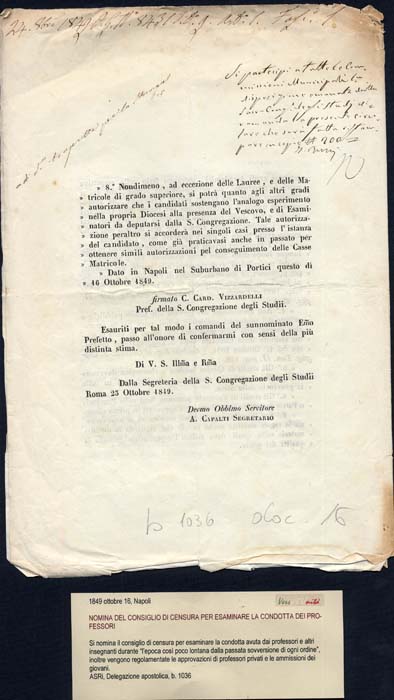 24.
Si partecipi a tutte le Com-
» 8.° Nondimeno, ad eccezione delle Lauree, e delle Ma-
» tricole di grado superiore, si potrà quanto agli altri gradi
» autorizzare che i candidati sostengano l'analogo esperimento
» nella propria Diocesi alla presenza del Vescovo, e di Esami-
» natori da deputarsi dalla S. Congregazione. Tale autorizza-
» zione peraltro si accorderà nei singoli casi presso l'istanza
» del candidato, come già praticavasi anche in passato per
» ottenere simili autorizzazioni pel conseguimento delle Casse
» Matricole.
» Dato in Napoli nel Suburbano di Portici questo di
» 16 Ottobre 1849.
firmato C. CARD. VIZZARDELLI
Pref. della S. Congregazione degli Studii.
Esauriti per tal modo i comandi del sunnominato Emo
Prefetto, passo all'onore di confermarmi con sensi della più
distinta stima.
Di V. S. Illma e Rma
Dalla Segreteria della S. Congregazione degli Studii
Roma 25 Ottobre 1849.
Devmo Obblmo Servitore
A. CAPALTI SEGRETARIO
b 1036 doc. 16
1849 ottobre 16, Napoli
NOMINA DEL CONSIGLIO DI CENSURA PER ESAMINARE LA CONDOTTA DEI PRO-
FESSORI
Si nomina il consiglio di censura per esaminare la condotta avuta dai professori e altri
insegnanti durante "l'epoca così poco lontana dalla passata sovversione di ogni ordine",
inoltre vengono regolamentate le approvazioni di professori privati e le ammissioni dei
giovani.
ASRi, Delegazione apostolica, b. 1036